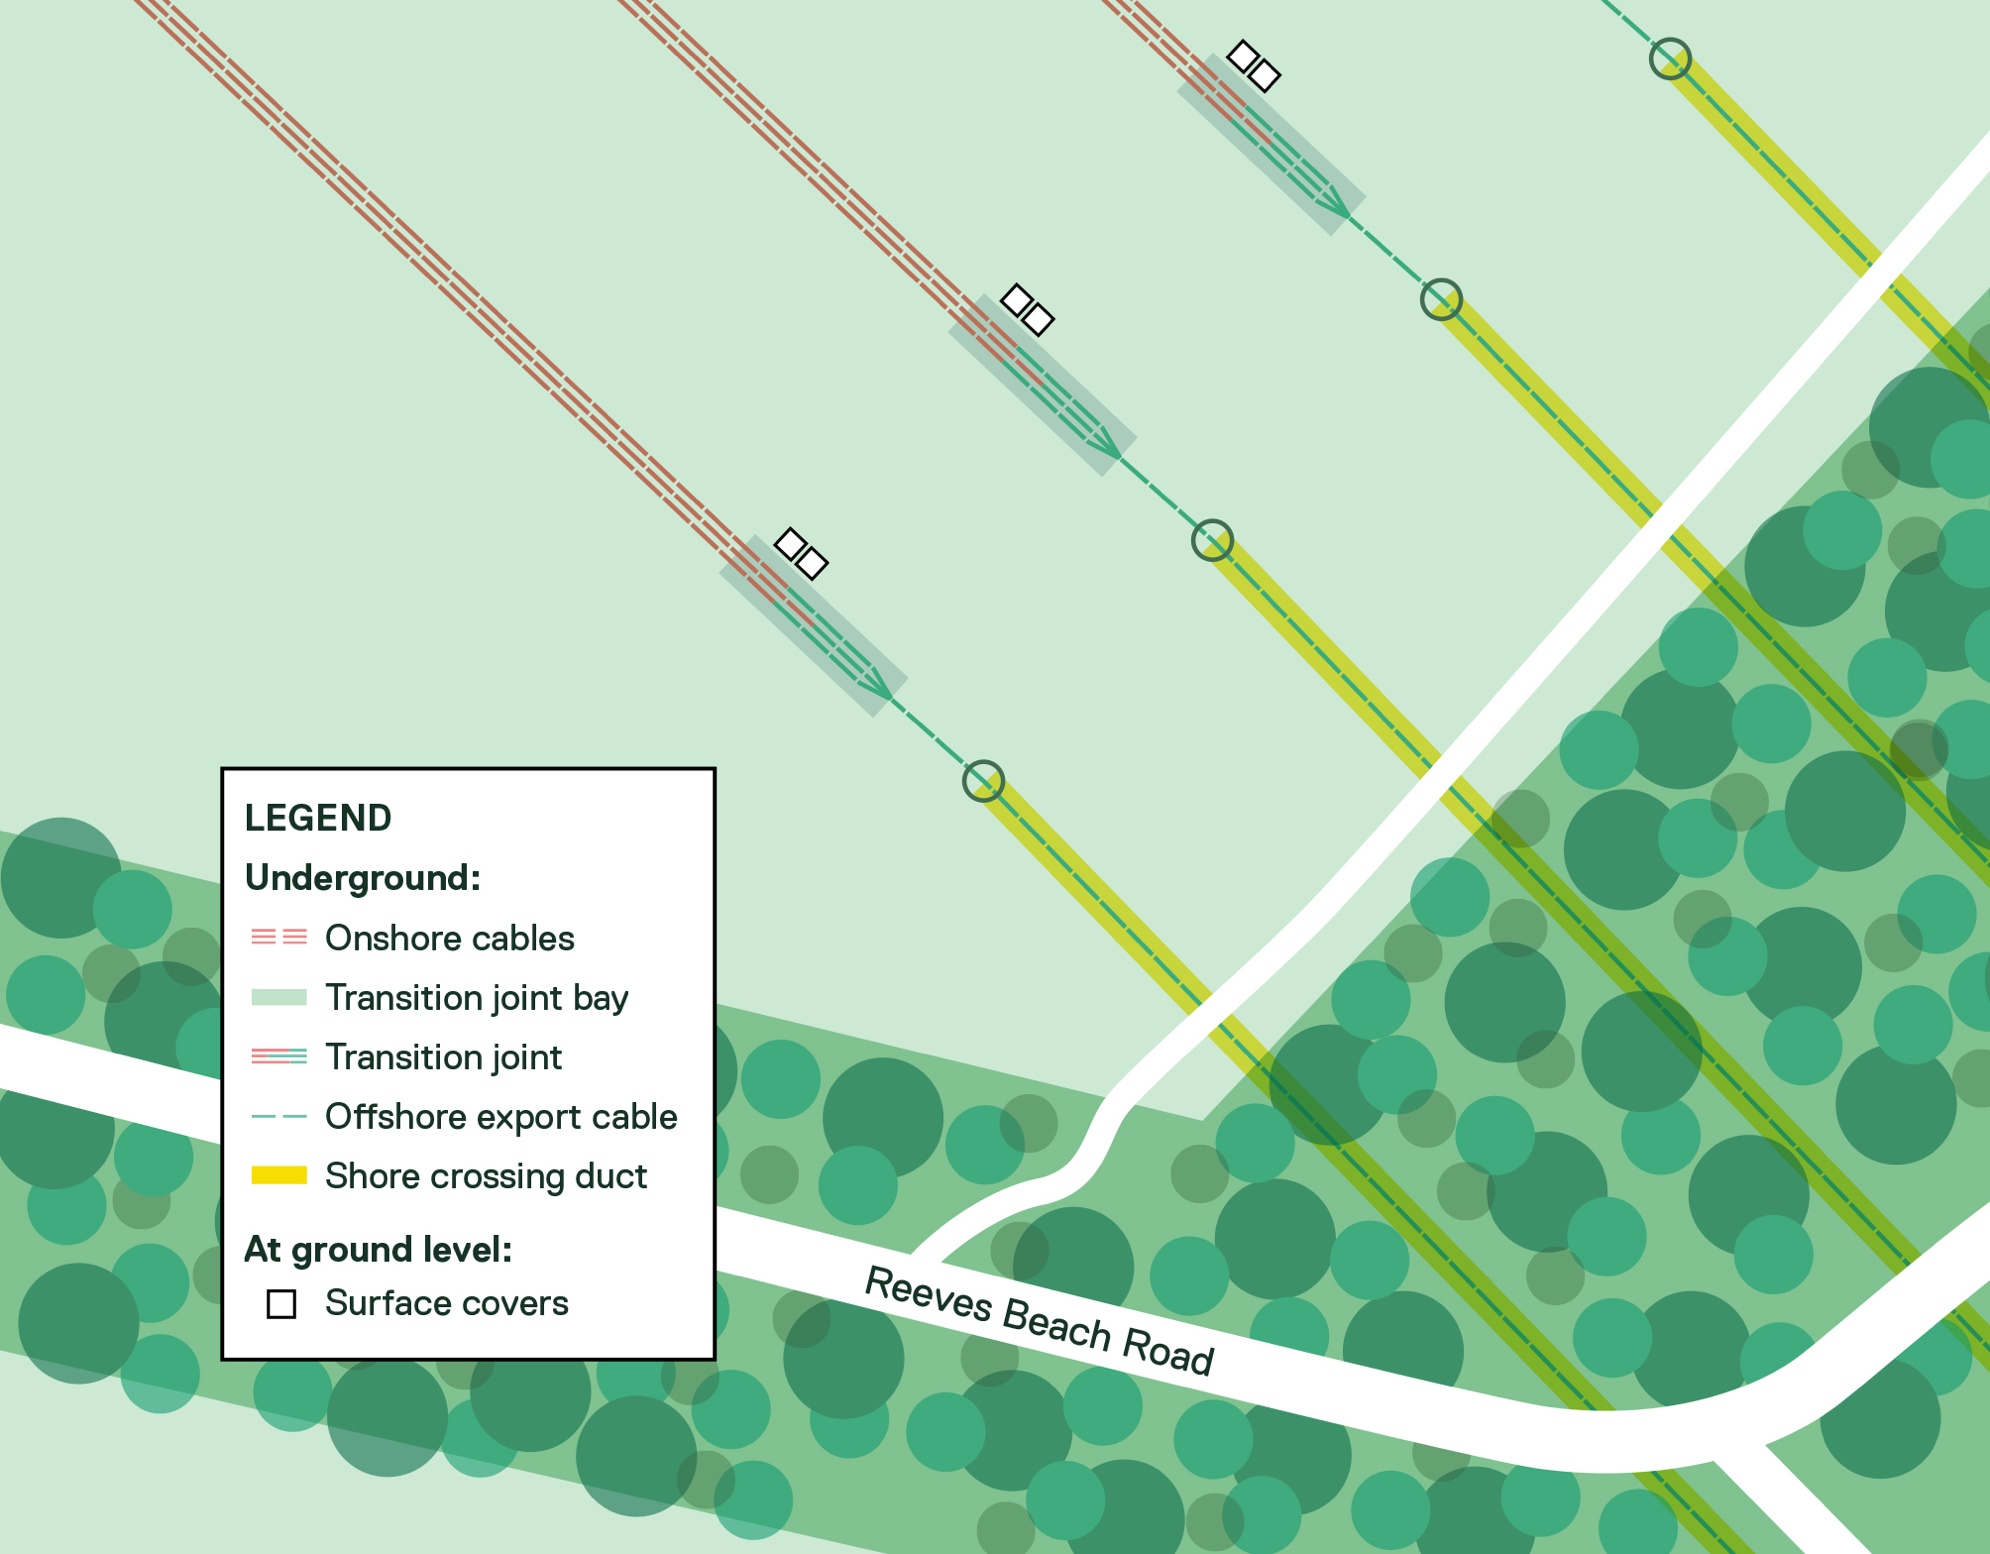 LEGEND
Underground:
Onshore cables
Transition joint bay
Transition joint
Offshore export cable
Shore crossing duct
At ground level:
Surface covers
Reeves Beach Road